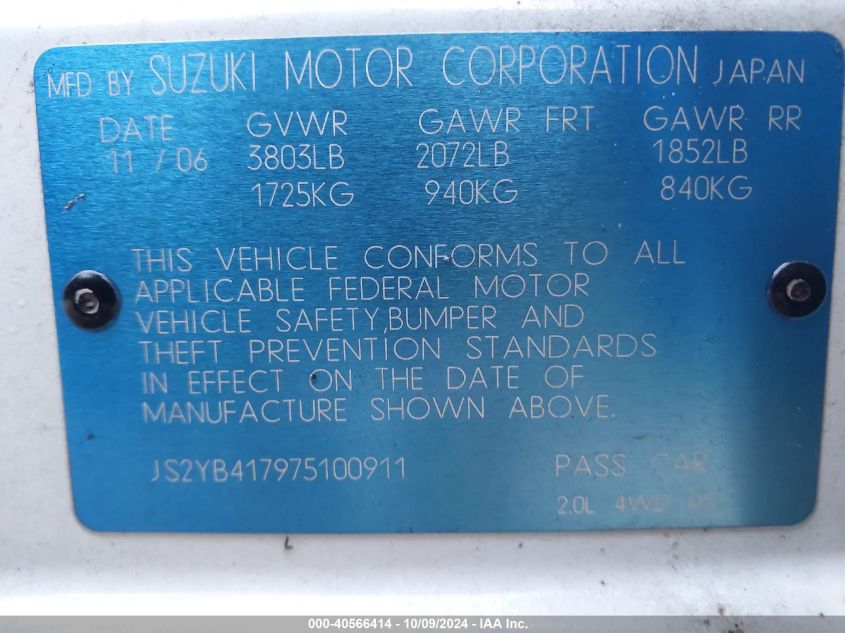 MFD BY SUZUKI MOTOR CORPORATION JAPAN
DATE GVWR GAWR FRT GAWR RR
11 / 06 3803LB 2072LB 1852LB
1725KG 940KG 840KG
THIS VEHICLE CONFORMS TO ALL
APPLICABLE FEDERAL MOTOR
VEHICLE SAFETY,BUMPER AND
THEFT PREVENTION STANDARDS
IN EFFECT ON THE DATE OF
MANUFACTURE SHOWN ABOVE.
JS2YB417975100911 PASS CAR
2.0L 4WD
000-40566414 - 10/09/2024 - IAA Inc.